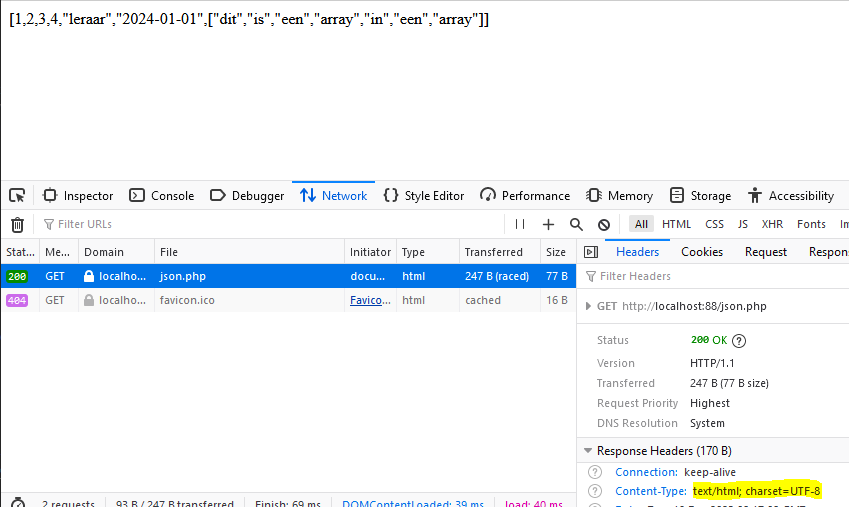 [1,2,3,4,"leraar","2024-01-01",["dit","is","een","array","in","een","array"]]
Inspector Console Debugger Network Style Editor Performance Memory Storage Accessibility
Filter URLs All HTML CSS JS XHR Fonts
Stat... Me... Domain File Initiator Type Transferred Size
200 GET localho... json.php docu... html 247 B (raced) 77 B
404 GET localho... favicon.ico Favico... html cached 16 B
2 requests 93 B / 247 B transferred Finish: 69 ms DOMContentLoaded: 39 ms load: 40 ms
Headers Cookies Request Respon
Filter Headers
GET http://localhost:88/json.php
Status 200 OK
Version HTTP/1.1
Transferred 247 B (77 B size)
Request Priority Highest
DNS Resolution System
Response Headers (170 B)
Connection: keep-alive
Content-Type: text/html; charset=UTF-8